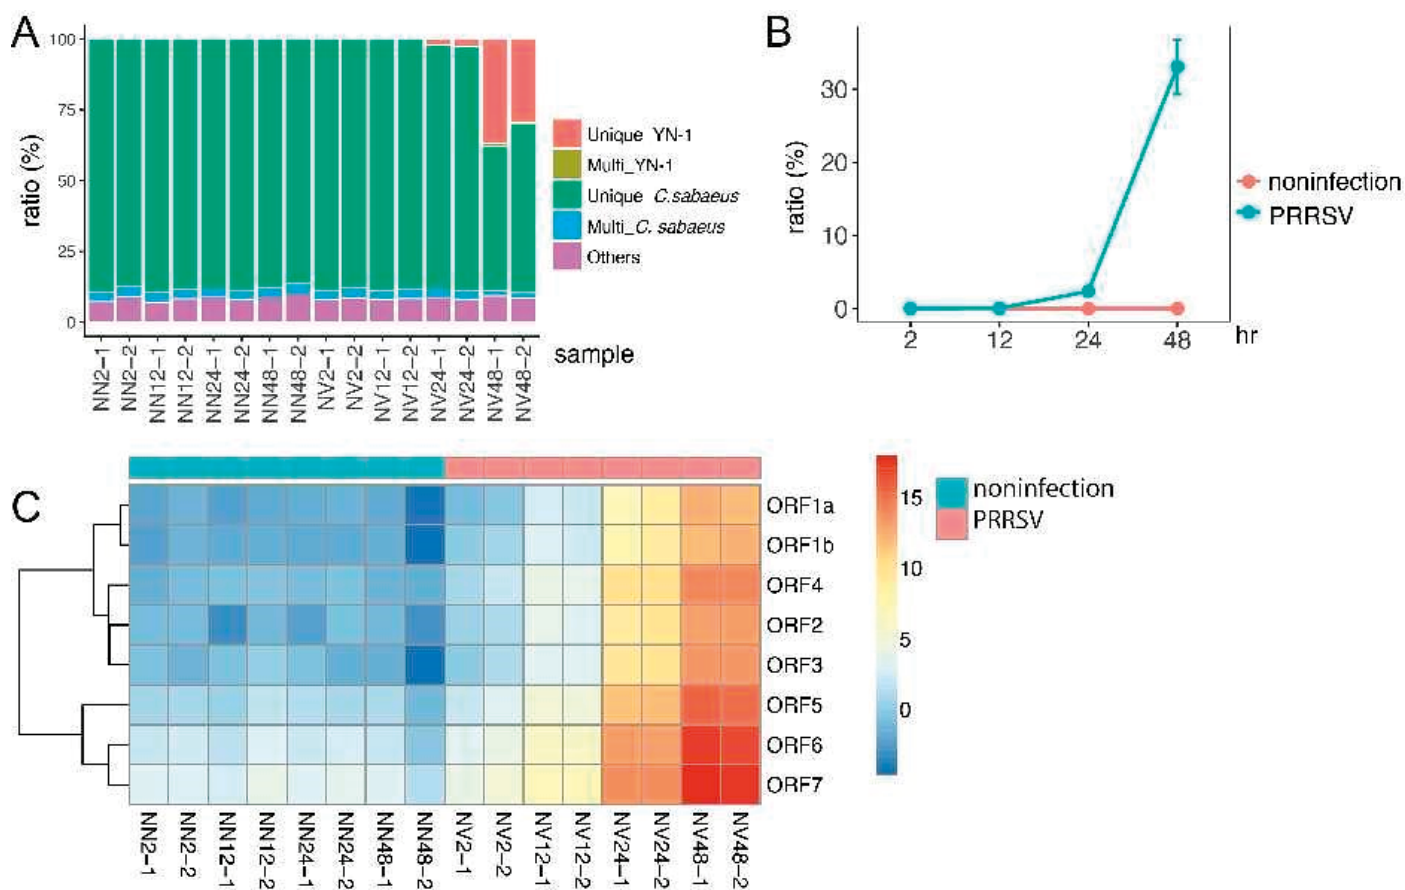 A
ratio (%)
100
75
50
25
0
NN2-1
NN2-2
NN12-1
NN12-2
NN24-1
NN24-2
NN48-1
NN48-2
NV2-1
NV2-2
NV12-1
NV12-2
NV24-1
NV24-2
NV48-1
NV48-2
sample
Unique YN-1
Multi_YN-1
Unique C.sabaeus
Multi_C. sabaeus
Others
B
ratio (%)
30
20
10
0
2
12
24
48
hr
noninfection
PRRSV
C
ORF1a
ORF1b
ORF4
ORF2
ORF3
ORF5
ORF6
ORF7
NN2-1
NN2-2
NN12-1
NN12-2
NN24-1
NN24-2
NN48-1
NN48-2
NV2-1
NV2-2
NV12-1
NV12-2
NV24-1
NV24-2
NV48-1
NV48-2
15
10
5
0
noninfection
PRRSV